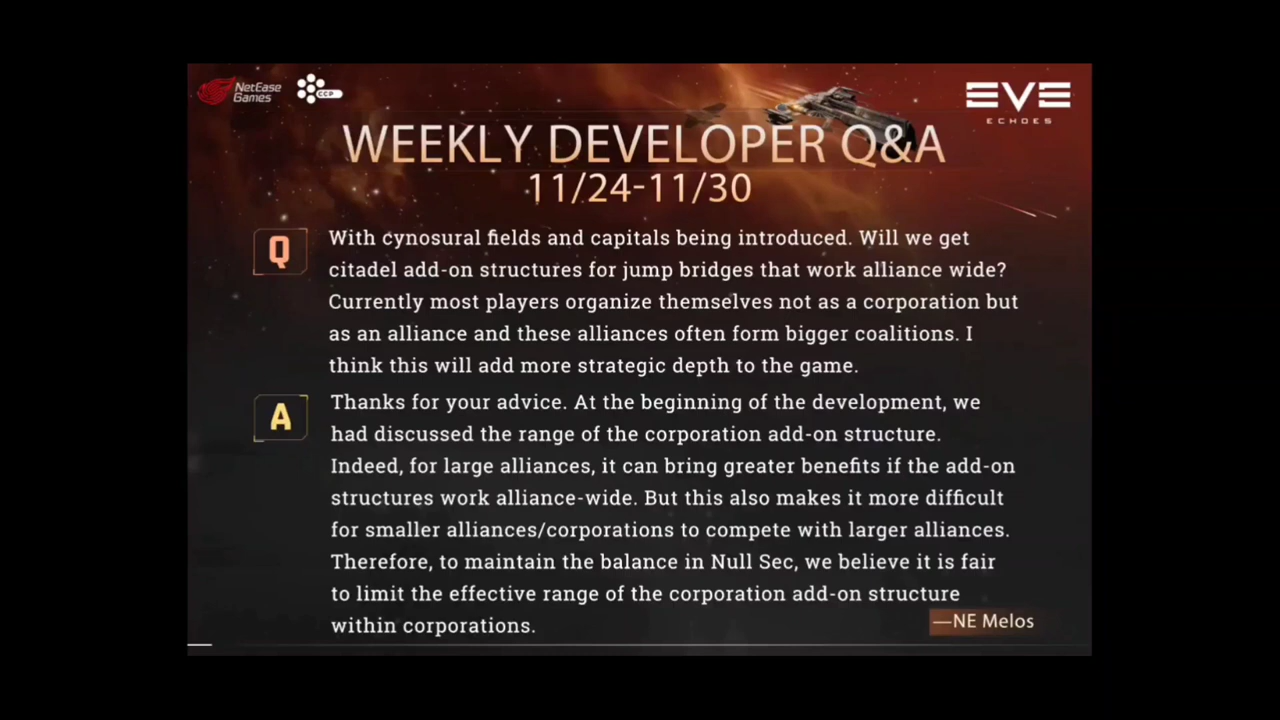 NetEase
Games
CCP
EVE
ECHOES
WEEKLY DEVELOPER Q&A
11/24-11/30
Q
With cynosural fields and capitals being introduced. Will we get
citadel add-on structures for jump bridges that work alliance wide?
Currently most players organize themselves not as a corporation but
as an alliance and these alliances often form bigger coalitions. I
think this will add more strategic depth to the game.
A
Thanks for your advice. At the beginning of the development, we
had discussed the range of the corporation add-on structure.
Indeed, for large alliances, it can bring greater benefits if the add-on
structures work alliance-wide. But this also makes it more difficult
for smaller alliances/corporations to compete with larger alliances.
Therefore, to maintain the balance in Null Sec, we believe it is fair
to limit the effective range of the corporation add-on structure
within corporations.
—NE Melos